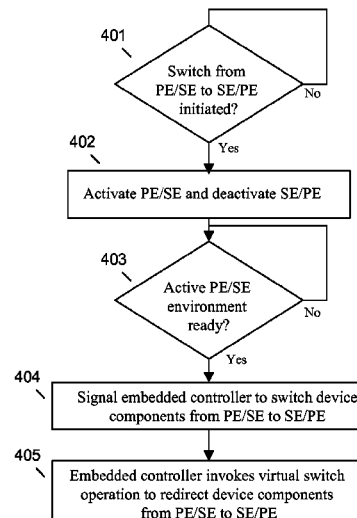 401
Switch from
PE/SE to SE/PE
initiated?
No
Yes
402
Activate PE/SE and deactivate SE/PE
403
Active PE/SE
environment
ready?
No
Yes
404
Signal embedded controller to switch device
components from PE/SE to SE/PE
405
Embedded controller invokes virtual switch
operation to redirect device components
from PE/SE to SE/PE